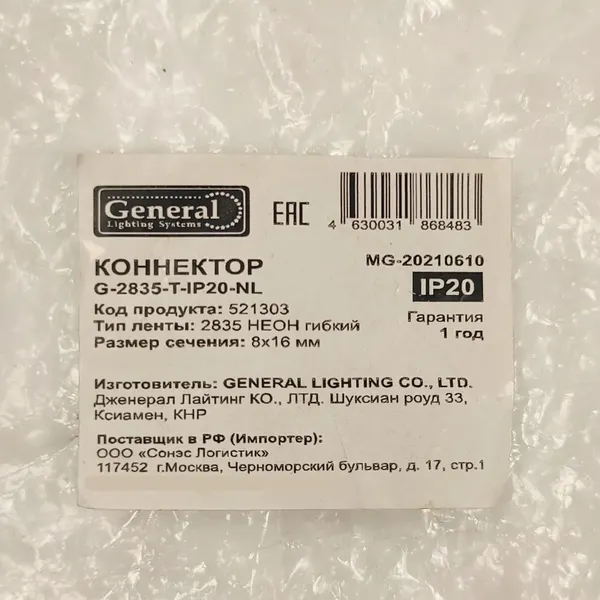 General
Lighting Systems
EAC
4 630031 868483
КОННЕКТОР
G-2835-T-IP20-NL
MG-20210610
IP20
Код продукта: 521303
Тип ленты: 2835 НЕОН гибкий
Размер сечения: 8х16 мм
Гарантия
1 год
Изготовитель: GENERAL LIGHTING CO., LTD.
Дженерал Лайтинг КО., ЛТД. Шуксиан роуд 33,
Ксиамен, КНР
Поставщик в РФ (Импортер):
ООО «Сонэс Логистик»
117452 г.Москва, Черноморский бульвар, д. 17, стр.1